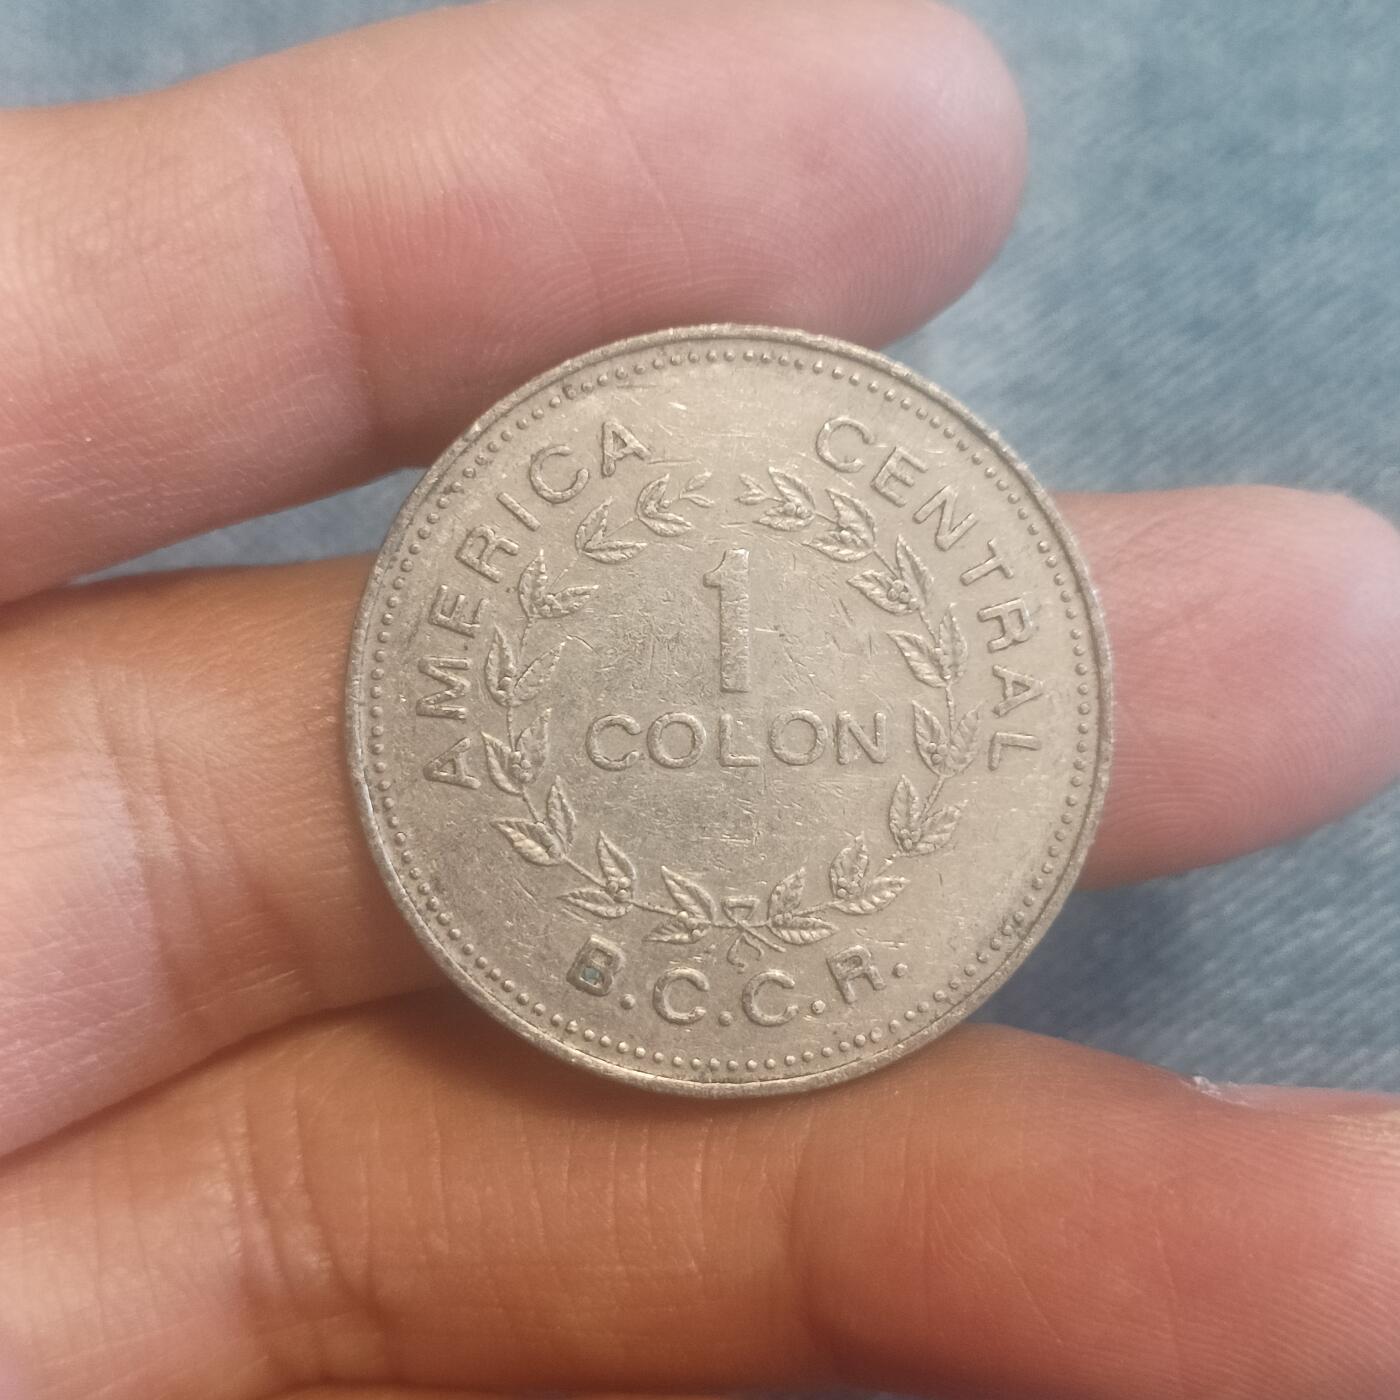 AMERICA CENTRAL
1
COLON
B.C.C.R.